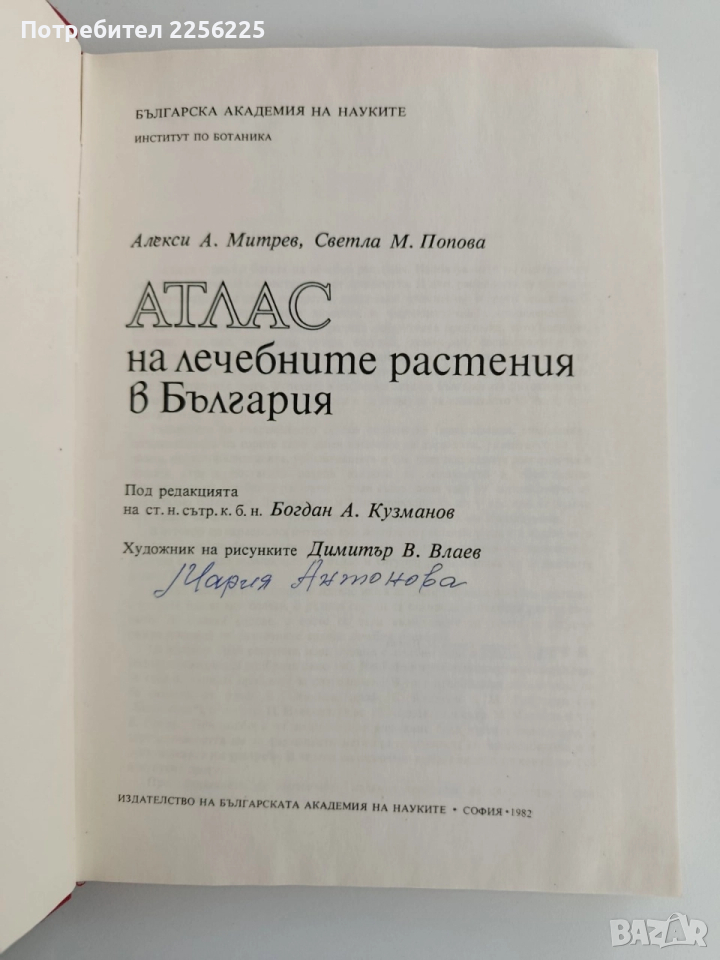 Потребител 2256225
БЪЛГАРСКА АКАДЕМИЯ НА НАУКИТЕ
ИНСТИТУТ ПО БОТАНИКА
Алекси А. Митрев, Светла М. Попова
АТЛАС
на лечебните растения
в България
Под редакцията
на ст. н. сътр. к. б. н. Богдан А. Кузманов
Художник на рисунките Димитър В. Влаев
Мария Антонова
ИЗДАТЕЛСТВО НА БЪЛГАРСКАТА АКАДЕМИЯ НА НАУКИТЕ • СОФИЯ • 1982
BAZAR